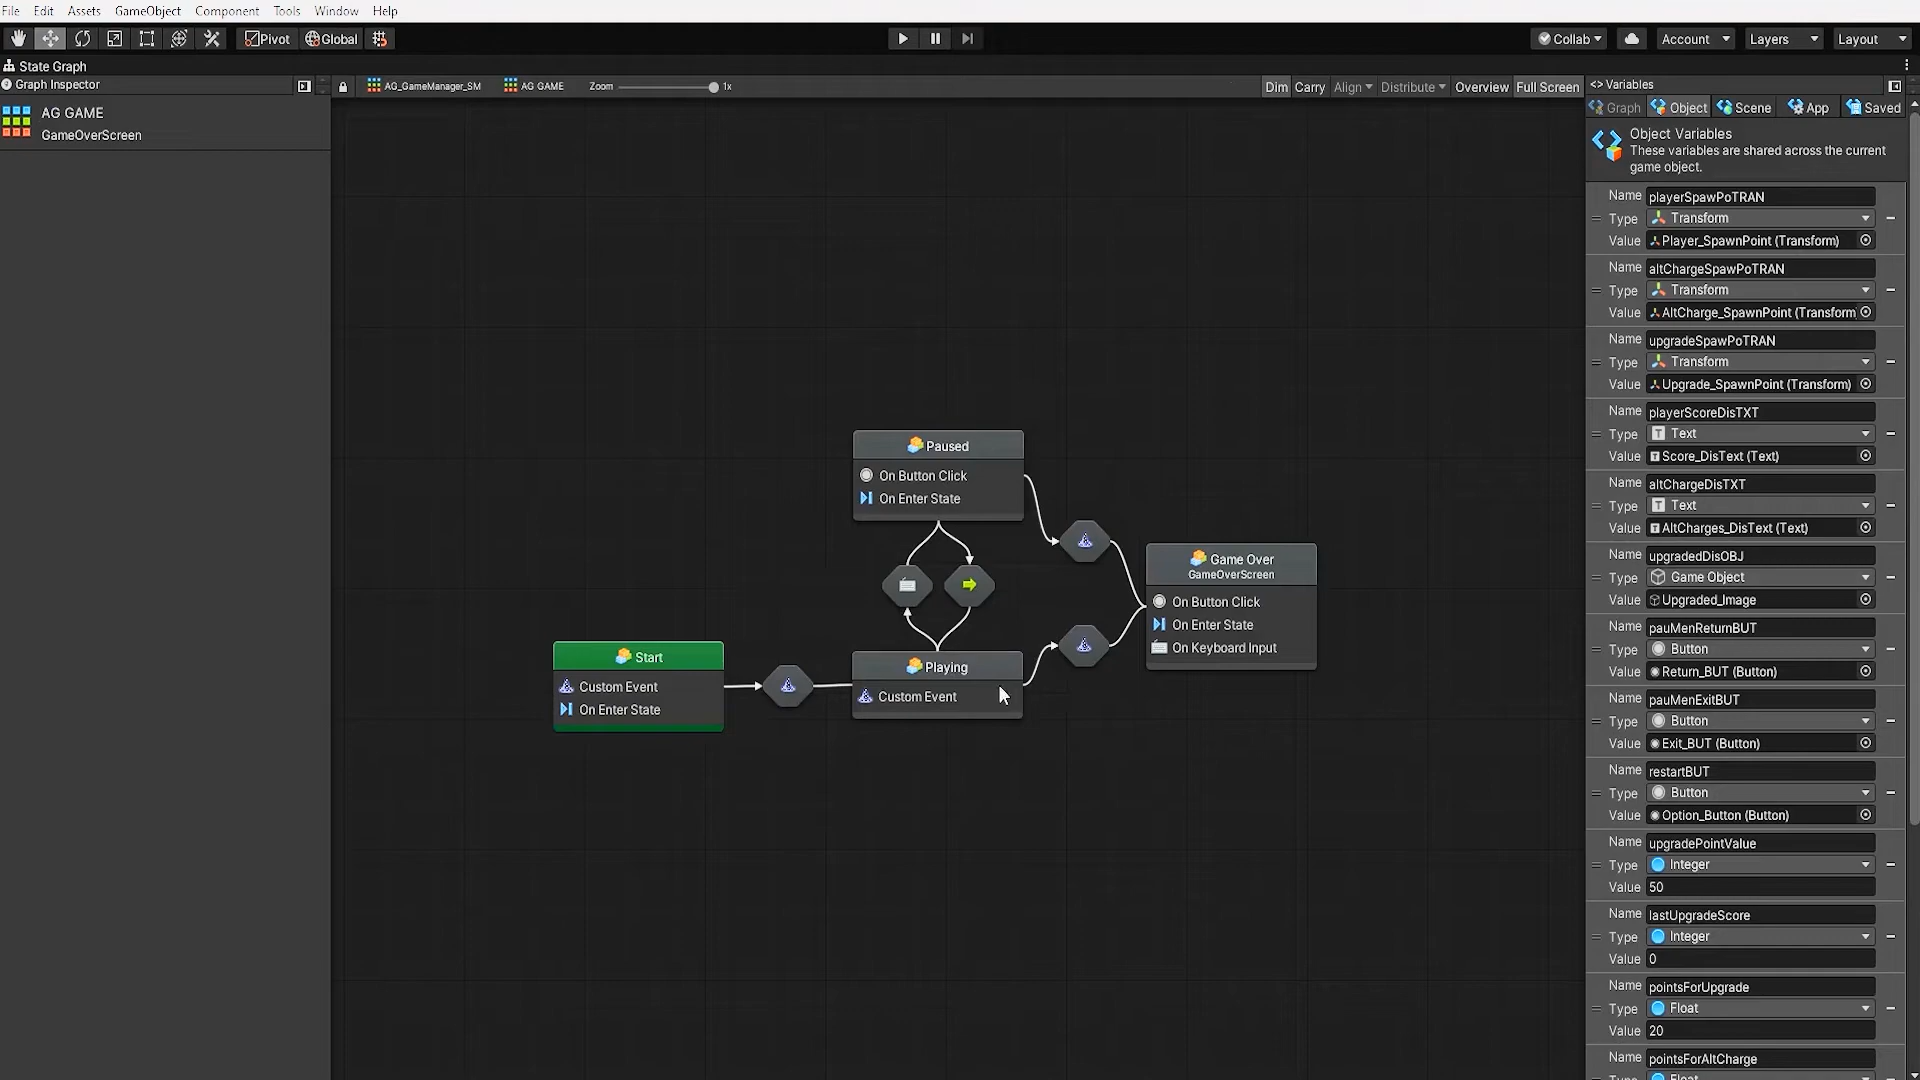 File Edit Assets GameObject Component Tools Window Help
Pivot Global Collab Account Layers Layout
State Graph
Graph Inspector
AG GAME
GameOverScreen
AG_GameManager_SM AG GAME Zoom 1x Dim Carry Align Distribute Overview Full Screen
Paused
On Button Click
On Enter State
Game Over
GameOverScreen
On Button Click
On Enter State
On Keyboard Input
Start
Custom Event
On Enter State
Playing
Custom Event
<> Variables
Graph Object Scene App Saved
Object Variables
These variables are shared across the current
game object.
Name playerSpawPoTRAN
Type Transform
Value Player_SpawnPoint (Transform)
Name altChargeSpawPoTRAN
Type Transform
Value AltCharge_SpawnPoint (Transform
Name upgradeSpawPoTRAN
Type Transform
Value Upgrade_SpawnPoint (Transform)
Name playerScoreDisTXT
Type T Text
Value Score_DisText (Text)
Name altChargeDisTXT
Type T Text
Value AltCharges_DisText (Text)
Name upgradedDisOBJ
Type Game Object
Value Upgraded_Image
Name pauMenReturnBUT
Type Button
Value Return_BUT (Button)
Name pauMenExitBUT
Type Button
Value Exit_BUT (Button)
Name restartBUT
Type Button
Value Option_Button (Button)
Name upgradePointValue
Type Integer
Value 50
Name lastUpgradeScore
Type Integer
Value 0
Name pointsForUpgrade
Type Float
Value 20
Name pointsForAltCharge
Type Float